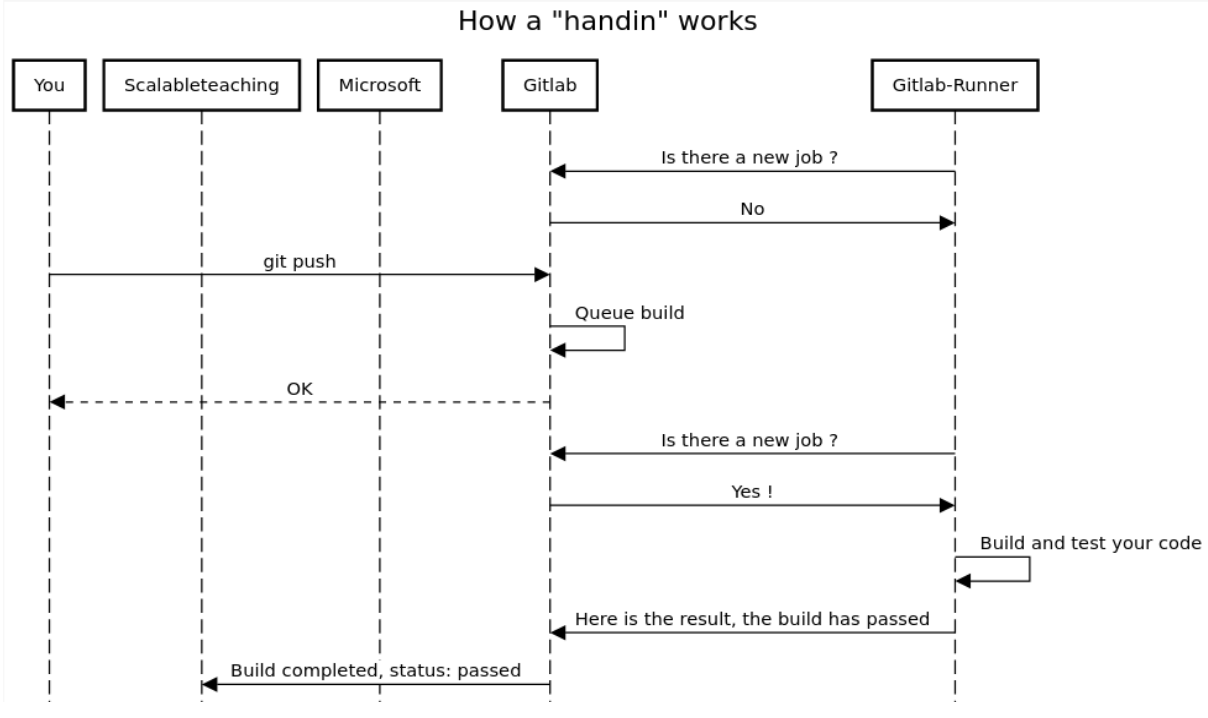 How a "handin" works
You
Scalableteaching
Microsoft
Gitlab
Gitlab-Runner
Is there a new job ?
No
git push
Queue build
OK
Is there a new job ?
Yes !
Build and test your code
Here is the result, the build has passed
Build completed, status: passed